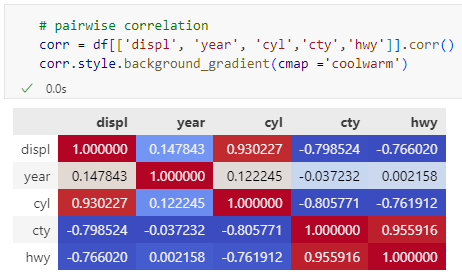 # pairwise correlation
corr = df[['displ', 'year', 'cyl','cty','hwy']].corr()
corr.style.background_gradient(cmap ='coolwarm')
✓ 0.0s
displ year cyl cty hwy
displ 1.000000 0.147843 0.930227 -0.798524 -0.766020
year 0.147843 1.000000 0.122245 -0.037232 0.002158
cyl 0.930227 0.122245 1.000000 -0.805771 -0.761912
cty -0.798524 -0.037232 -0.805771 1.000000 0.955916
hwy -0.766020 0.002158 -0.761912 0.955916 1.000000